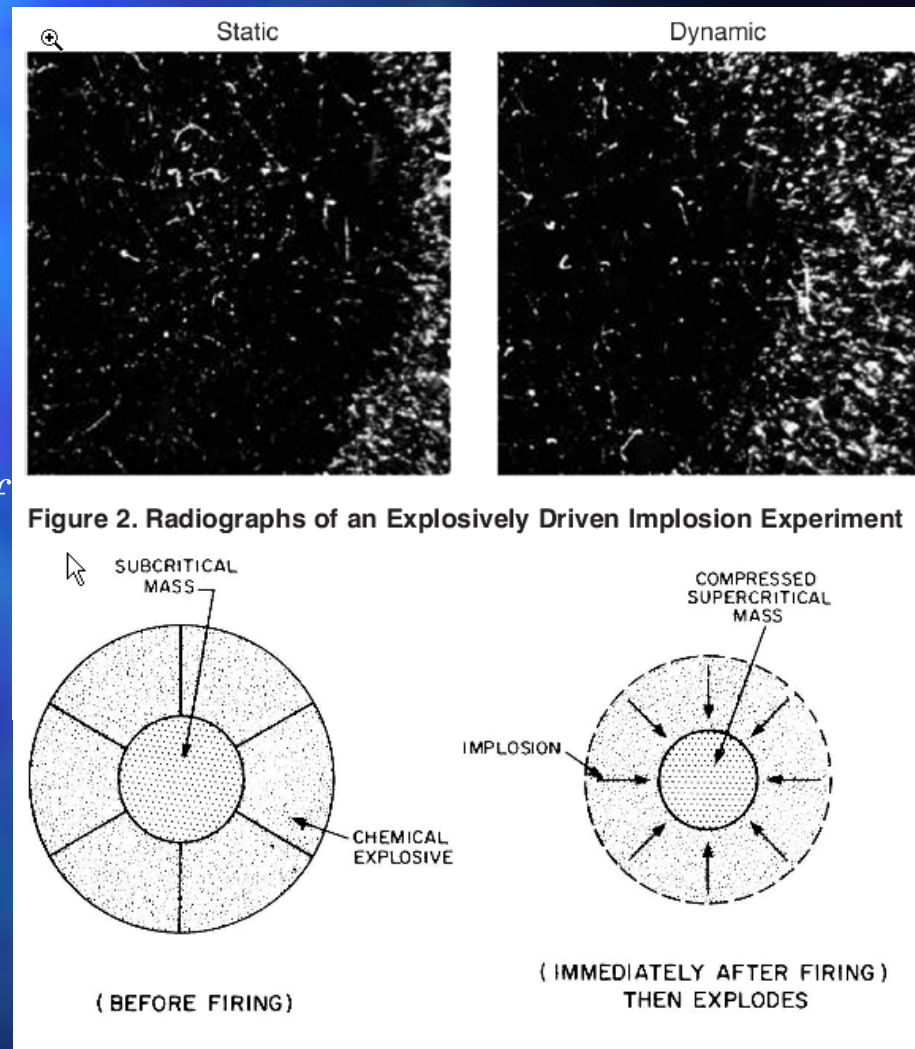 Static
Dynamic
Figure 2. Radiographs of an Explosively Driven Implosion Experiment
SUBCRITICAL
MASS
CHEMICAL
EXPLOSIVE
(BEFORE FIRING)
COMPRESSED
SUPERCRITICAL
MASS
IMPLOSION
(IMMEDIATELY AFTER FIRING)
THEN EXPLODES